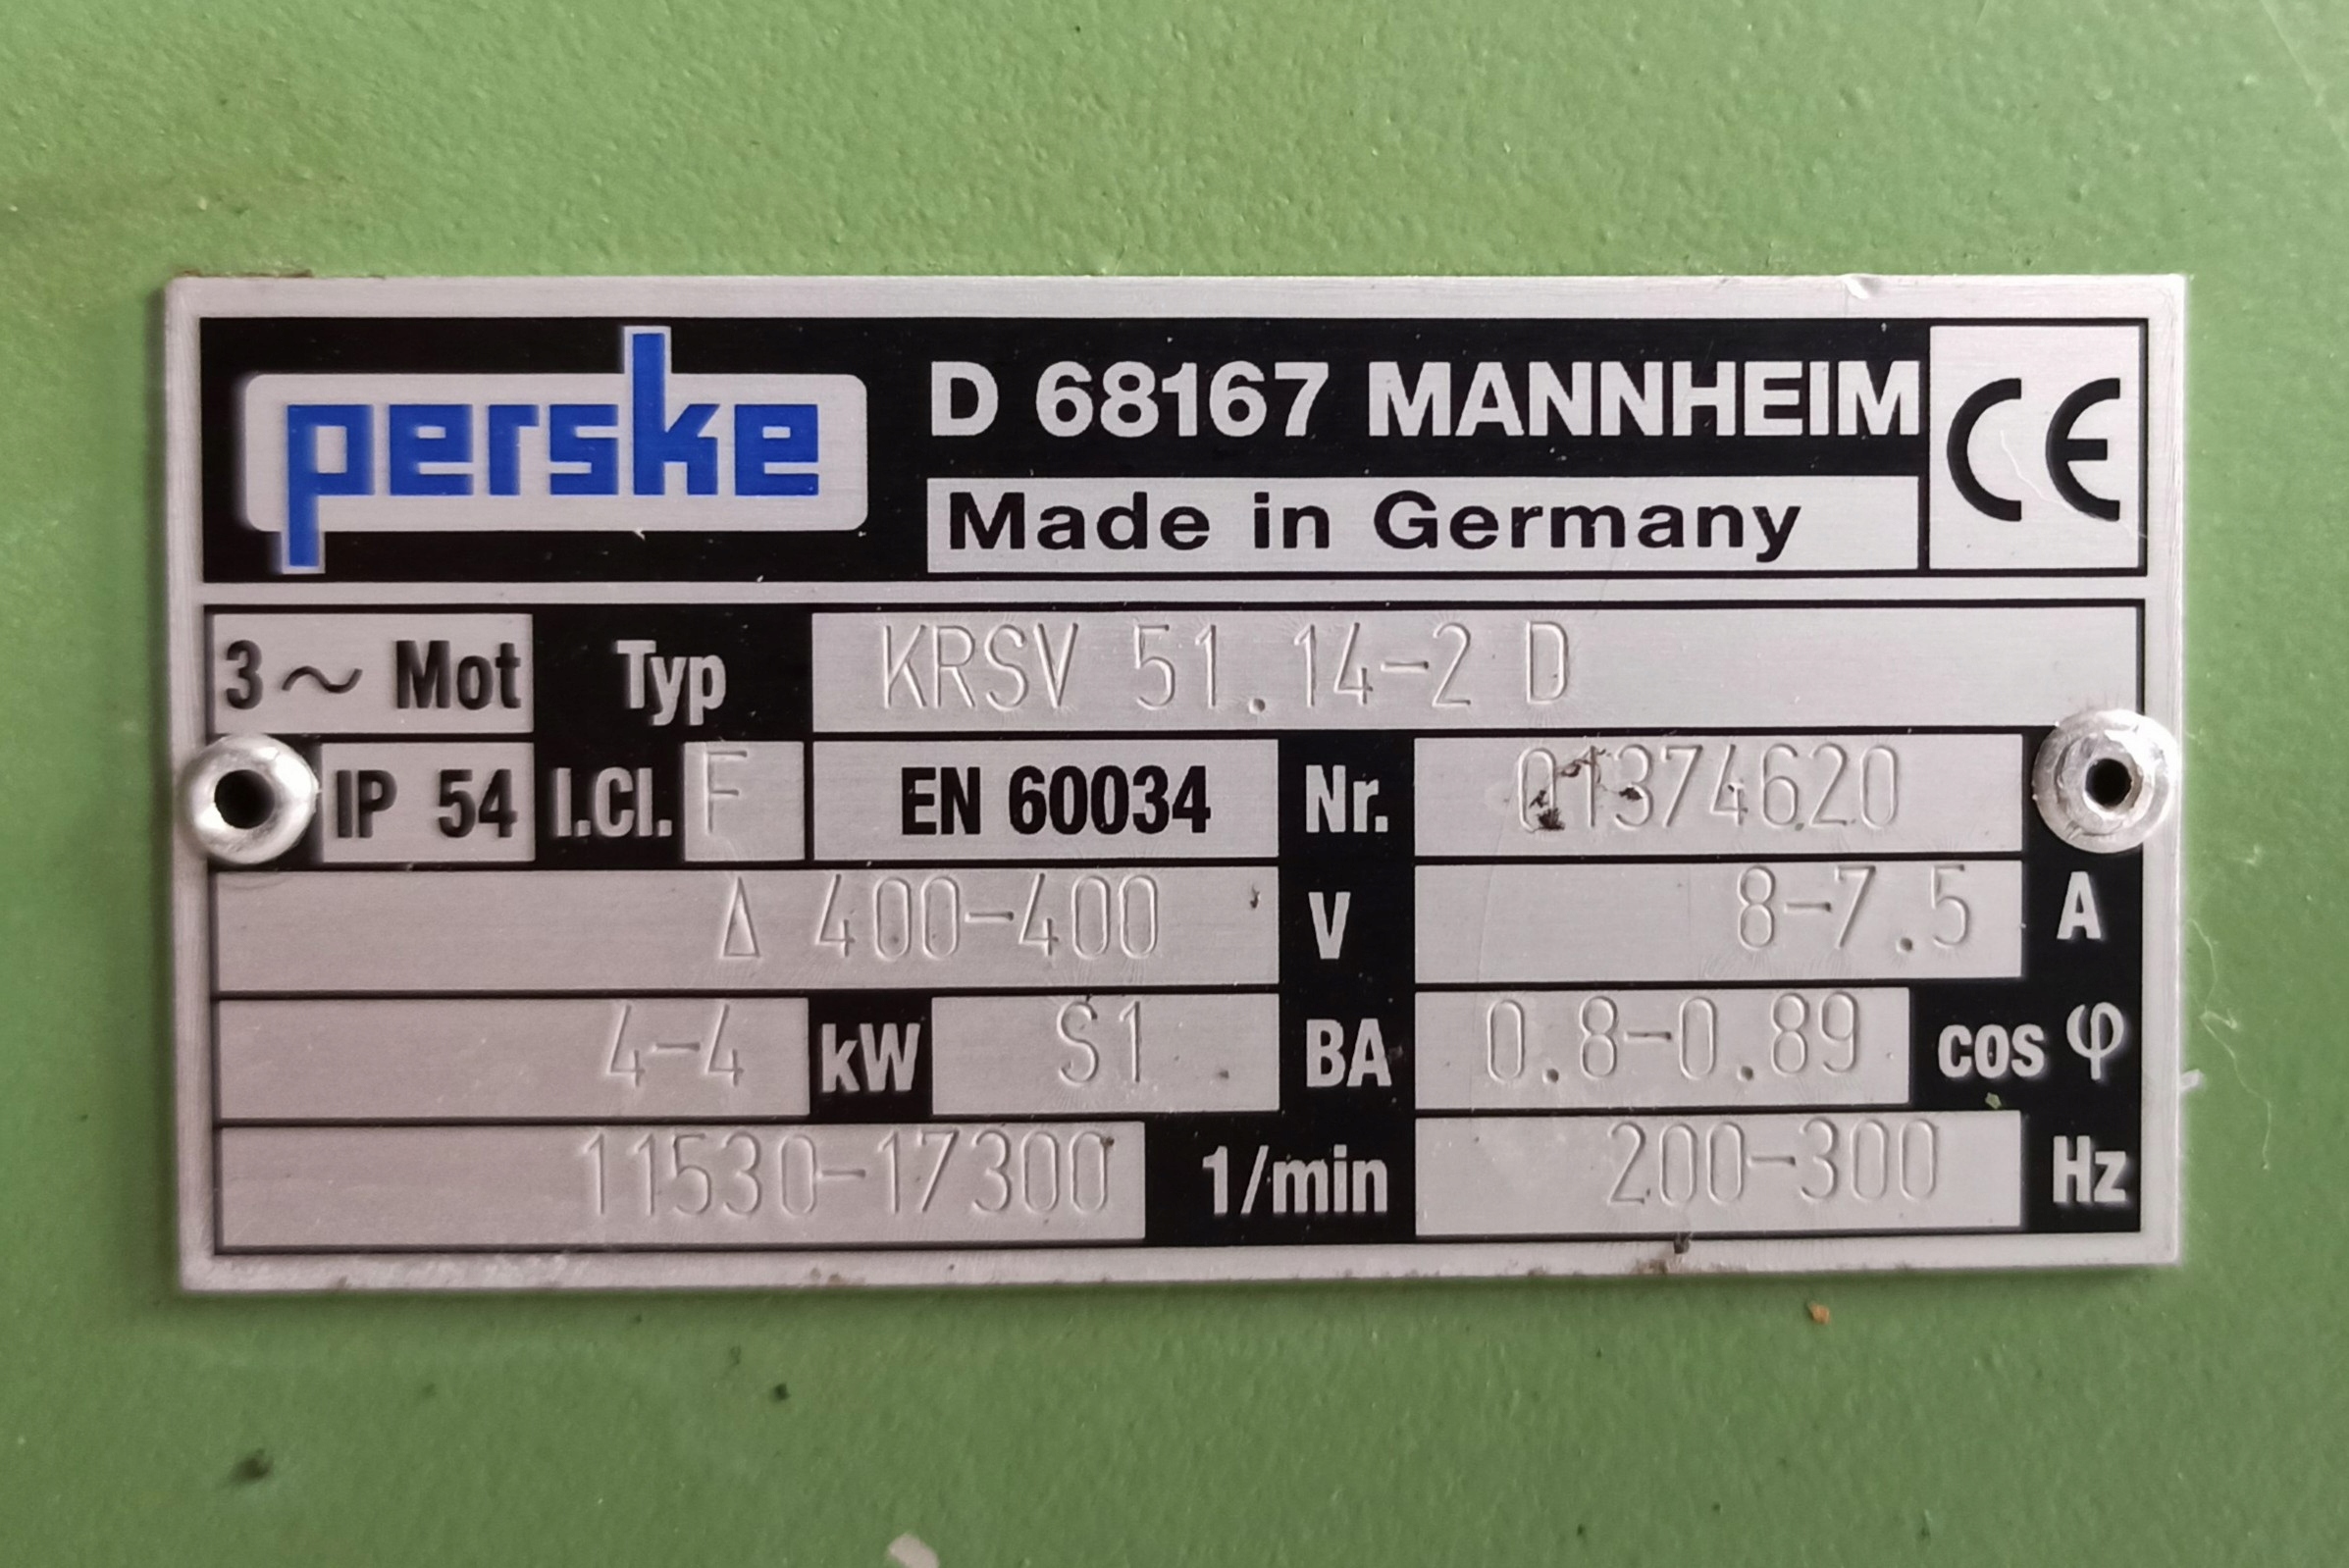 perske
D 68167 MANNHEIM
CE
Made in Germany
3 ~ Mot Typ KRSV 51.14-2 D
IP 54 I.Cl. F EN 60034 Nr. 01374620
Δ 400-400 V 8-7.5 A
4-4 kW S1 BA 0.8-0.89 cos φ
11530-17300 1/min 200-300 Hz